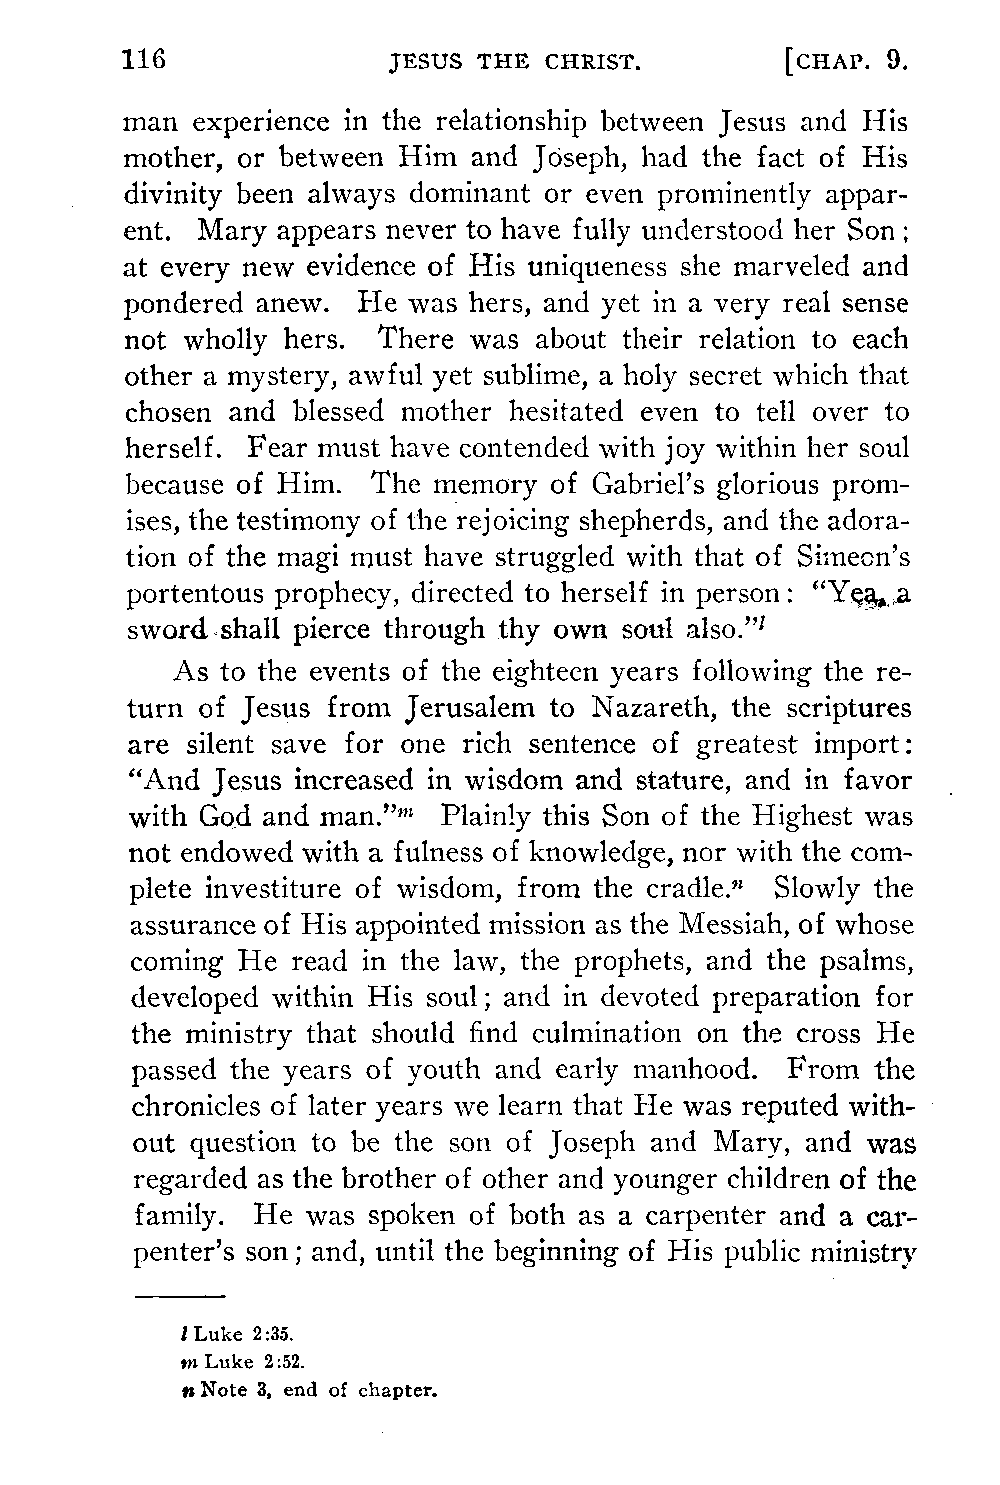 116 JESUS THE CHRIST. [CHAP. 9.
man experience in the relationship between Jesus and His
mother, or between Him and Joseph, had the fact of His
divinity been always dominant or even prominently appar-
ent. Mary appears never to have fully understood her Son;
at every new evidence of His uniqueness she marveled and
pondered anew. He was hers, and yet in a very real sense
not wholly hers. There was about their relation to each
other a mystery, awful yet sublime, a holy secret which that
chosen and blessed mother hesitated even to tell over to
herself. Fear must have contended with joy within her soul
because of Him. The memory of Gabriel's glorious prom-
ises, the testimony of the rejoicing shepherds, and the adora-
tion of the magi must have struggled with that of Simeon's
portentous prophecy, directed to herself in person: "Yea, a
sword shall pierce through thy own soul also."l
As to the events of the eighteen years following the re-
turn of Jesus from Jerusalem to Nazareth, the scriptures
are silent save for one rich sentence of greatest import:
"And Jesus increased in wisdom and stature, and in favor
with God and man."m Plainly this Son of the Highest was
not endowed with a fulness of knowledge, nor with the com-
plete investiture of wisdom, from the cradle.n Slowly the
assurance of His appointed mission as the Messiah, of whose
coming He read in the law, the prophets, and the psalms,
developed within His soul; and in devoted preparation for
the ministry that should find culmination on the cross He
passed the years of youth and early manhood. From the
chronicles of later years we learn that He was reputed with-
out question to be the son of Joseph and Mary, and was
regarded as the brother of other and younger children of the
family. He was spoken of both as a carpenter and a car-
penter's son; and, until the beginning of His public ministry
l Luke 2:35.
m Luke 2:52.
n Note 3, end of chapter.